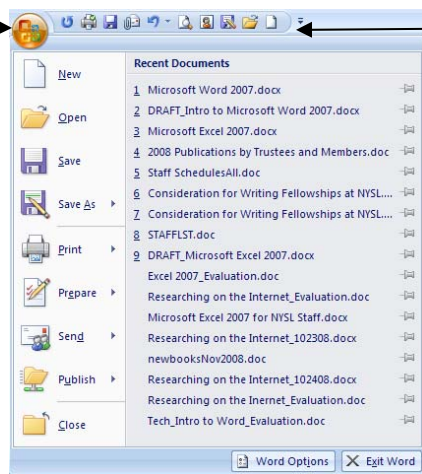 New
Open
Save
Save As
Print
Prepare
Send
Publish
Close
Recent Documents
1 Microsoft Word 2007.docx
2 DRAFT_Intro to Microsoft Word 2007.docx
3 Microsoft Excel 2007.docx
4 2008 Publications by Trustees and Members.doc
5 Staff SchedulesAll.doc
6 Consideration for Writing Fellowships at NYSL....
7 Consideration for Writing Fellowships at NYSL....
8 STAFFLST.doc
9 DRAFT_Microsoft Excel 2007.docx
Excel 2007_Evaluation.doc
Researching on the Internet_Evaluation.doc
Microsoft Excel 2007 for NYSL Staff.docx
Researching on the Internet_102308.docx
newbooksNov2008.doc
Researching on the Internet_102408.docx
Researching on the Inernet_Evaluation.doc
Tech_Intro to Word_Evaluation.doc
Word Options
Exit Word